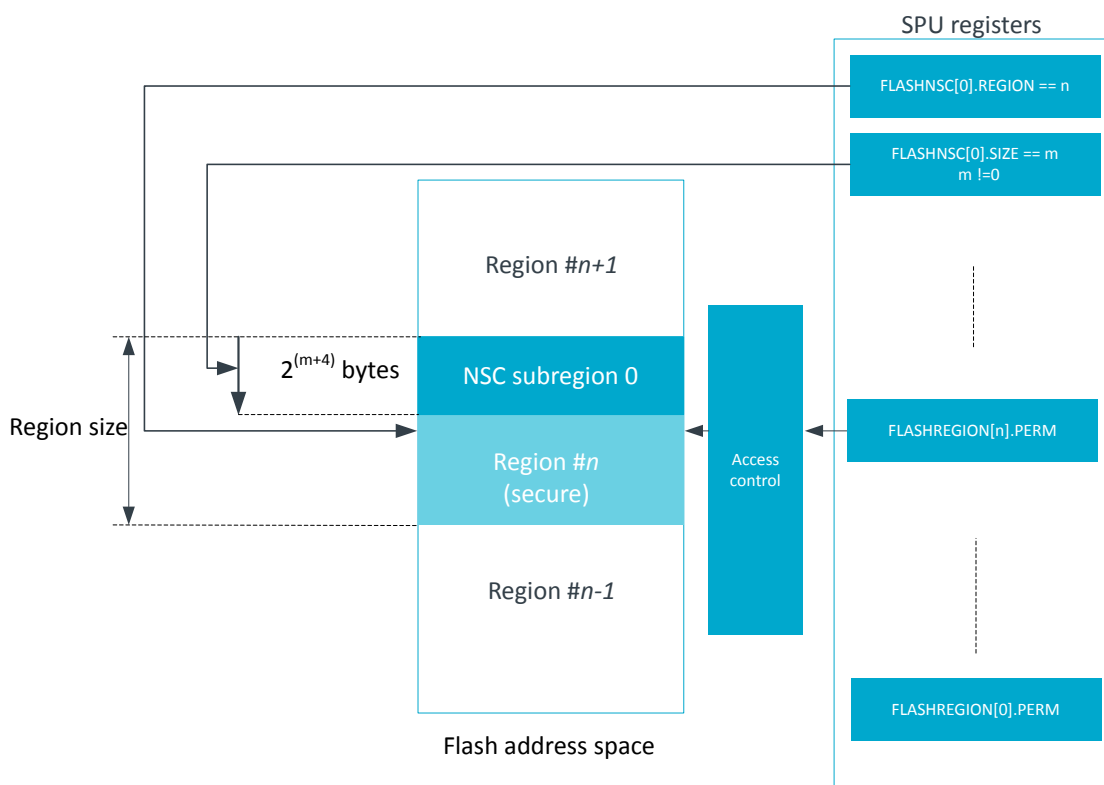 SPU registers
FLASHNSC[0].REGION == n
FLASHNSC[0].SIZE == m
m !=0
Region #n+1
2^(m+4) bytes
NSC subregion 0
Region size
Region #n
(secure)
Access
control
FLASHREGION[n].PERM
Region #n-1
FLASHREGION[0].PERM
Flash address space